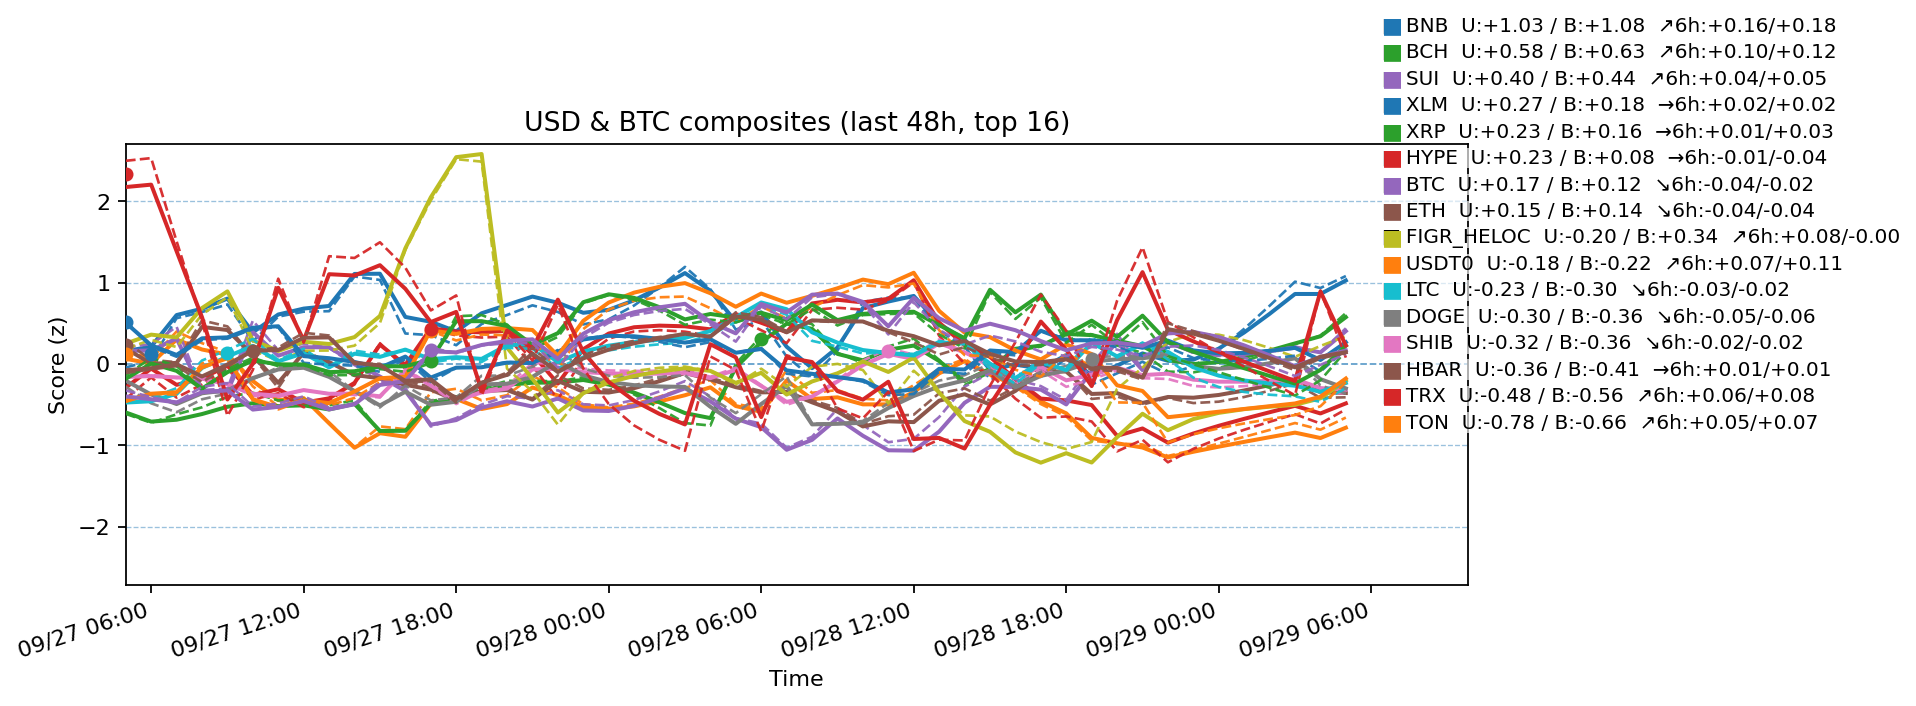 BNB U:+1.03 / B:+1.08 ↗6h:+0.16/+0.18
BCH U:+0.58 / B:+0.63 ↗6h:+0.10/+0.12
SUI U:+0.40 / B:+0.44 ↗6h:+0.04/+0.05
XLM U:+0.27 / B:+0.18 →6h:+0.02/+0.02
XRP U:+0.23 / B:+0.16 →6h:+0.01/+0.03
HYPE U:+0.23 / B:+0.08 →6h:-0.01/-0.04
BTC U:+0.17 / B:+0.12 ↘6h:-0.04/-0.02
ETH U:+0.15 / B:+0.14 ↘6h:-0.04/-0.04
FIGR_HELOC U:-0.20 / B:+0.34 ↗6h:+0.08/-0.00
USDT0 U:-0.18 / B:-0.22 ↗6h:+0.07/+0.11
LTC U:-0.23 / B:-0.30 ↘6h:-0.03/-0.02
DOGE U:-0.30 / B:-0.36 ↘6h:-0.05/-0.06
SHIB U:-0.32 / B:-0.36 ↘6h:-0.02/-0.02
HBAR U:-0.36 / B:-0.41 →6h:+0.01/+0.01
TRX U:-0.48 / B:-0.56 ↗6h:+0.06/+0.08
TON U:-0.78 / B:-0.66 ↗6h:+0.05/+0.07
USD & BTC composites (last 48h, top 16)
Score (z)
2
1
0
−1
−2
09/27 06:00
09/27 12:00
09/27 18:00
09/28 00:00
09/28 06:00
09/28 12:00
09/28 18:00
09/29 00:00
09/29 06:00
Time